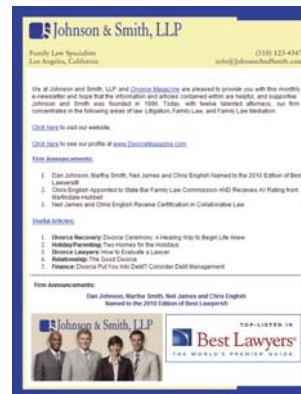 Johnson & Smith, LLP
Family Law Specialists
(310) 123-4567
Los Angeles, California
info@JohnsonAndSmith.com
We at Johnson and Smith, LLP and Divorce Magazine are pleased to provide you with this monthly
e-newsletter and hope that the information and articles contained within are helpful, and supportive.
Johnson and Smith was founded in 1998. Today, with twelve talented attorneys, our firm
concentrates in the following areas of law: Litigation, Family Law, and Family Law Mediation.
Click here to visit our website.
Click here to see our profile at www.DivorceMagazine.com.
Firm Announcements:
1. Dan Johnson, Martha Smith, Neil James and Chris English Named to the 2010 Edition of Best
Lawyers®
2. Chris English Appointed to State Bar Family Law Commission AND Receives AV Rating from
Martindale-Hubbell
3. Neil James and Chris English Receive Certification in Collaborative Law
Useful Articles:
1. Divorce Recovery: Divorce Ceremony: A Healing Way to Begin Life Anew
2. Holiday/Parenting: Two Homes for the Holidays
3. Divorce Lawyers: How to Evaluate a Lawyer
4. Relationship: The Good Divorce
5. Finance: Divorce Put You Into Debt? Consider Debt Management
Firm Announcements:
Dan Johnson, Martha Smith, Neil James and Chris English
Named to the 2010 Edition of Best Lawyers®
Johnson & Smith, LLP
TOP-LISTED IN
Best Lawyers
THE WORLD'S PREMIER GUIDE